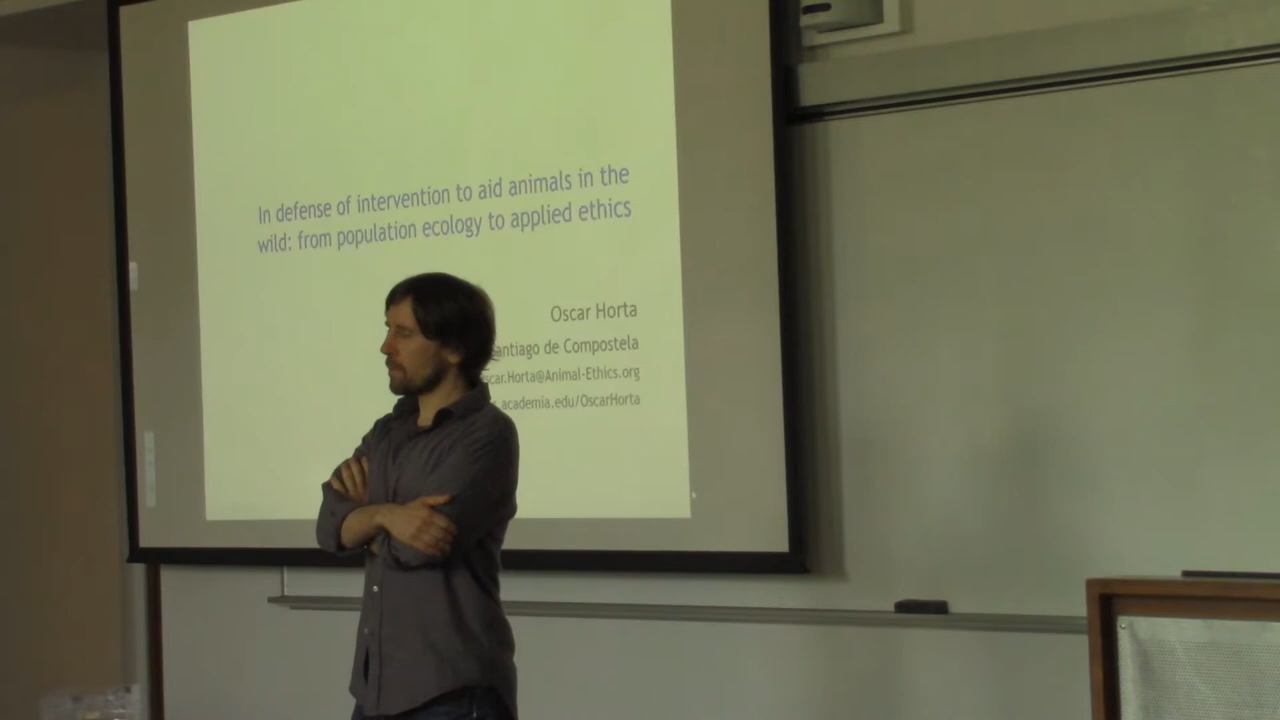 In defense of intervention to aid animals in the
wild: from population ecology to applied ethics
Oscar Horta
antiago de Compostela
scar.Horta@Animal-Ethics.org
academia.edu/OscarHorta